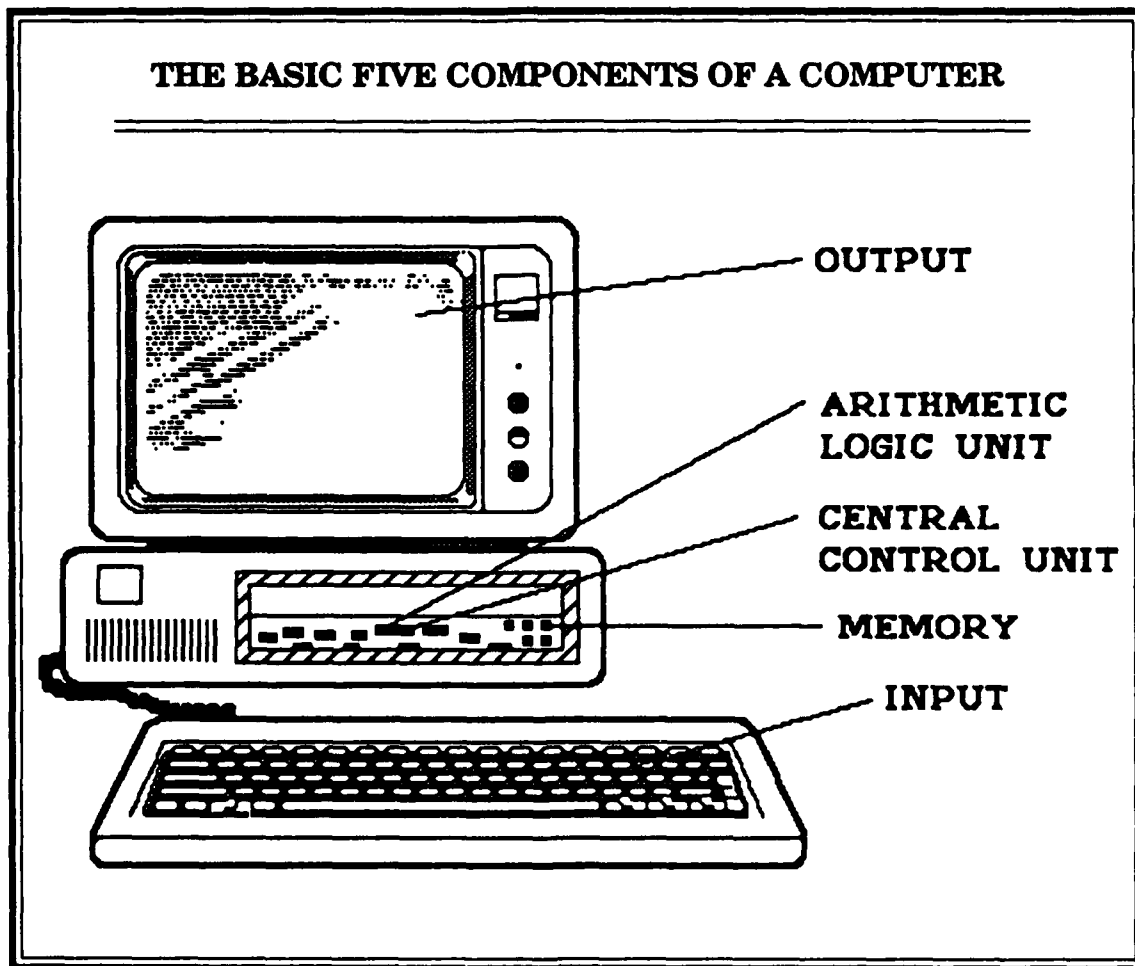 THE BASIC FIVE COMPONENTS OF A COMPUTER
OUTPUT
ARITHMETIC
LOGIC UNIT
CENTRAL
CONTROL UNIT
MEMORY
INPUT